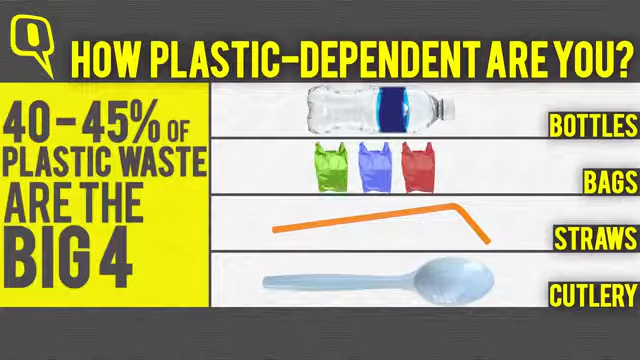 HOW PLASTIC-DEPENDENT ARE YOU?
40-45% OF
PLASTIC WASTE
ARE THE
BIG 4
BOTTLES
BAGS
STRAWS
CUTLERY